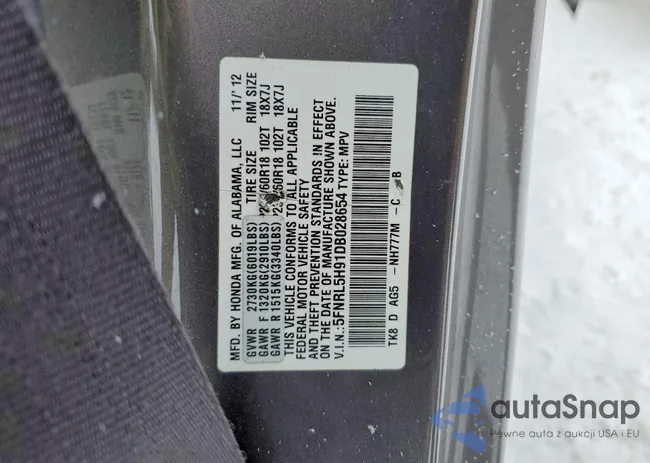 MFD. BY HONDA MFG. OF ALABAMA, LLC 11/'12
TIRE SIZE RIM SIZE
GVWR 2730KG(6019LBS)
GAWR F 1320KG(2910LBS) 60R18 102T 18X7J
GAWR R 1515KG(3340LBS) 60R18 102T 18X7J
THIS VEHICLE CONFORMS TO ALL APPLICABLE
FEDERAL MOTOR VEHICLE SAFETY
AND THEFT PREVENTION STANDARDS IN EFFECT
ON THE DATE OF MANUFACTURE SHOWN ABOVE.
V.I.N.:5FNRL5H91DB028654 TYPE: MPV
TK8 D AG5 -NH777M -C B
autoSnap
Pewne auta z aukcji USA i EU